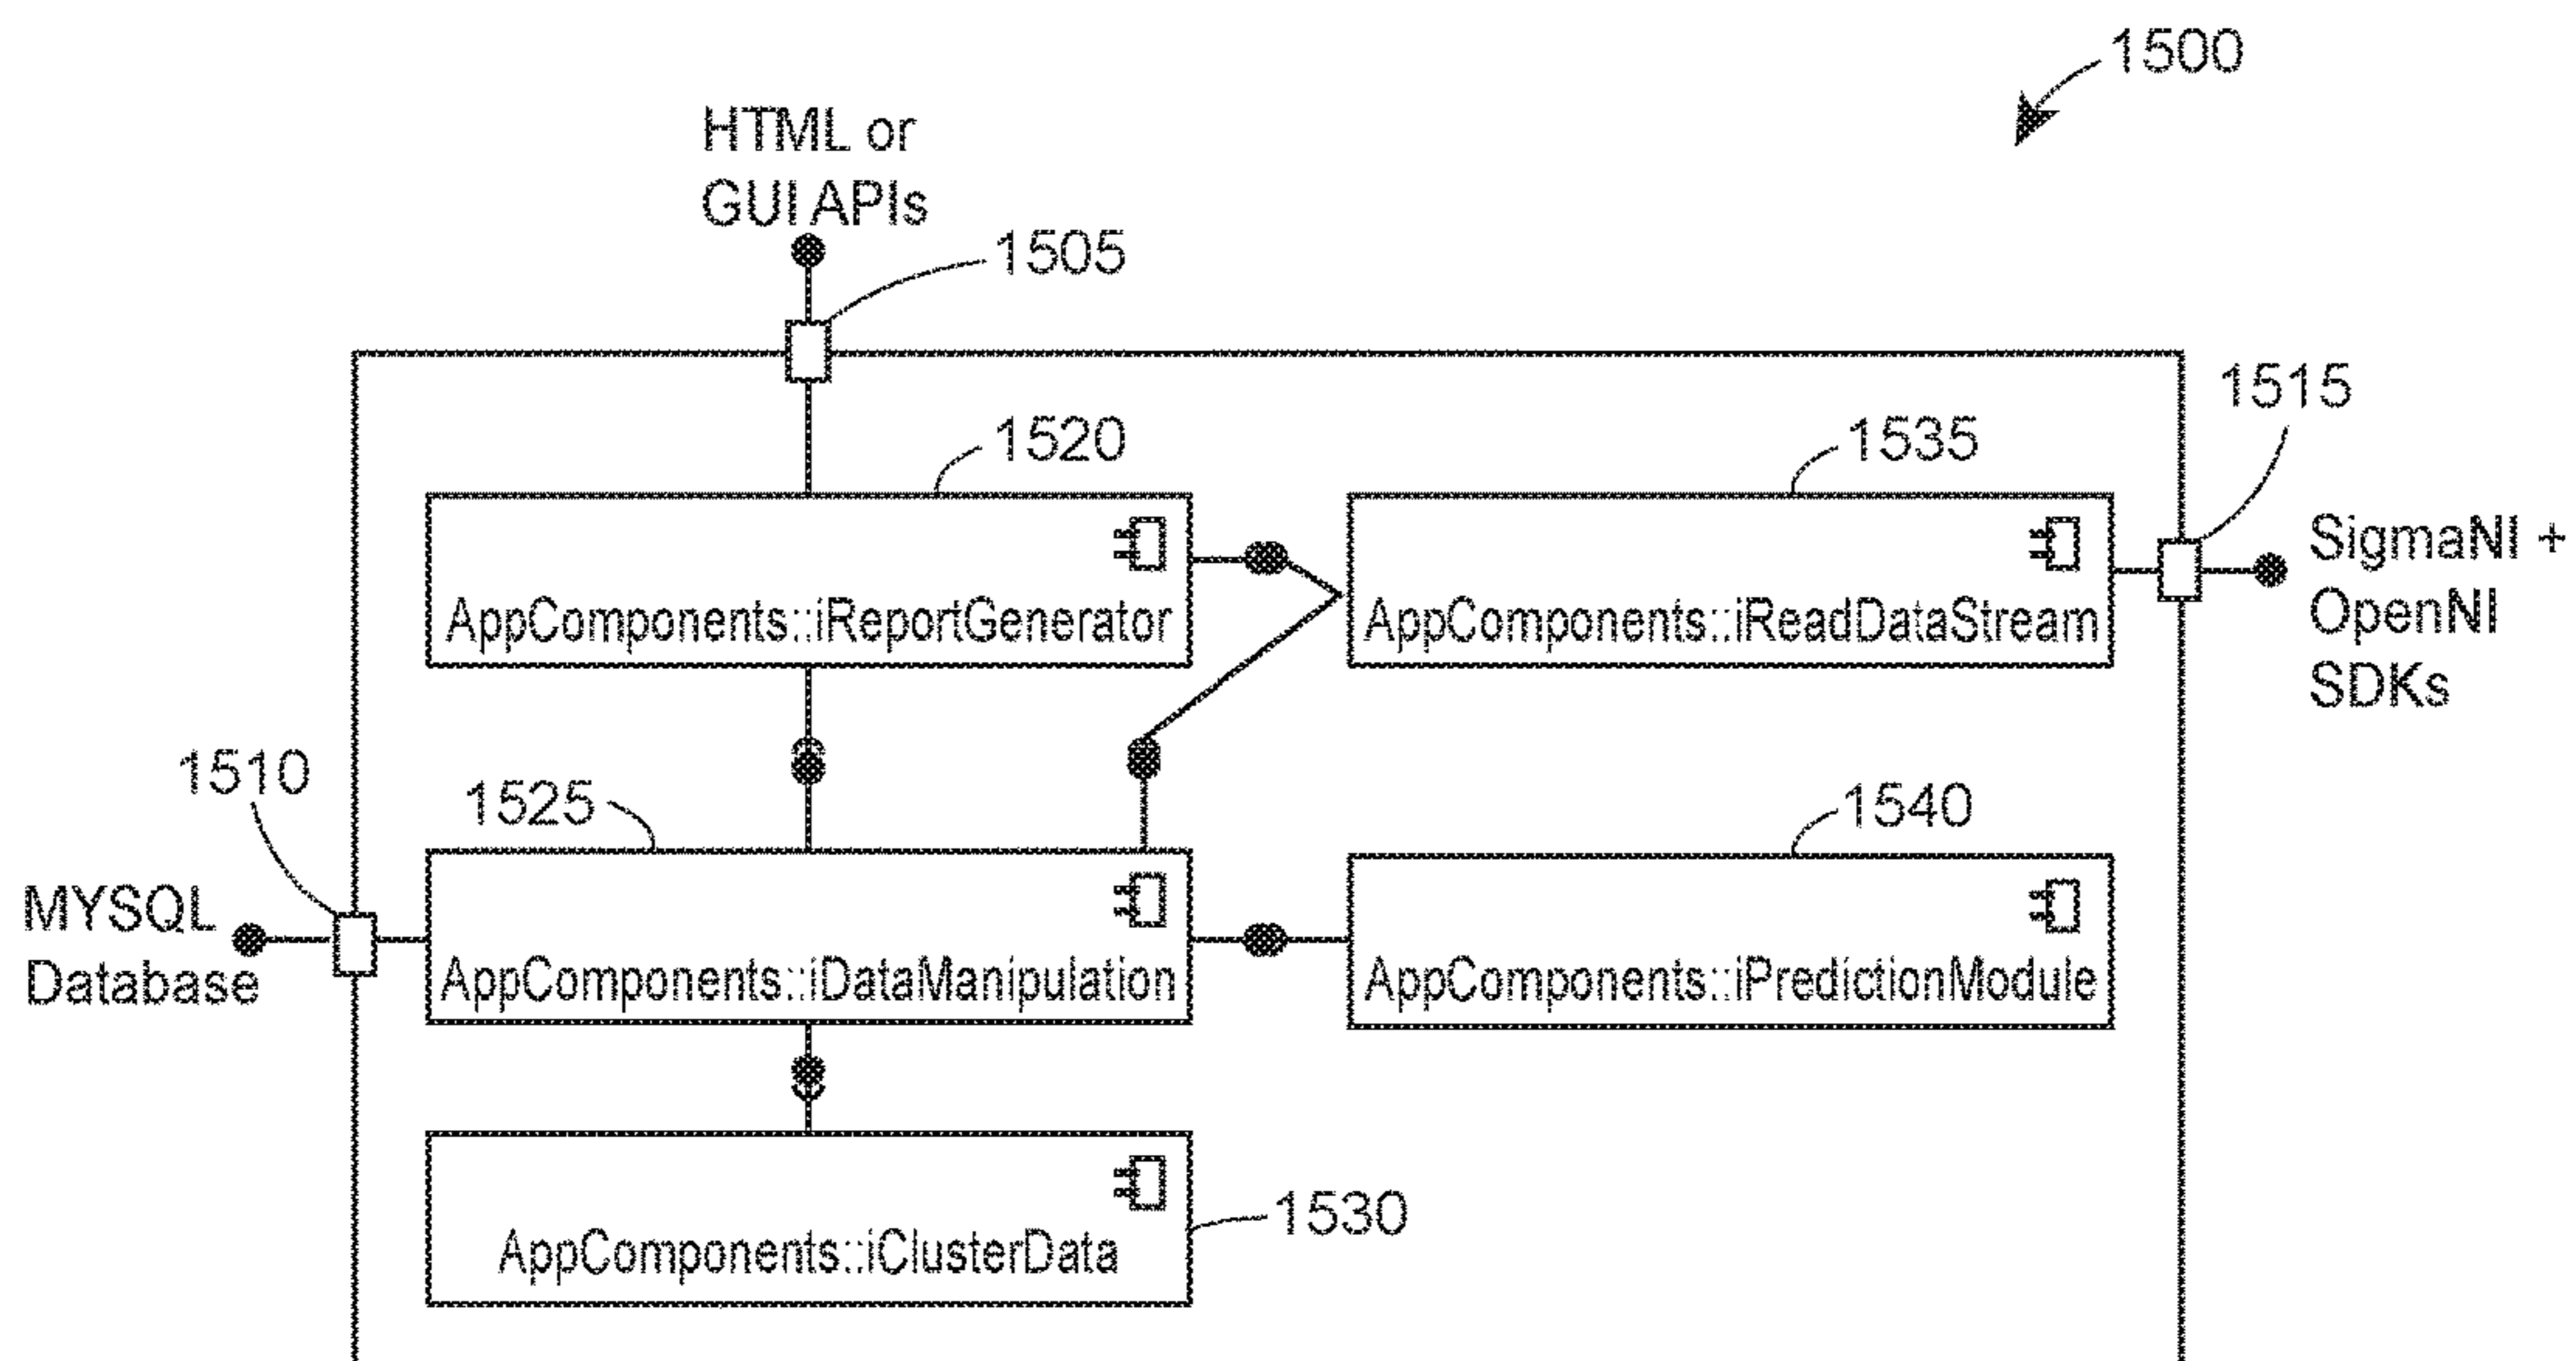 1500
HTML or
GUI APIs
1505
1515
1520
1535
SigmaNI +
OpenNI
SDKs
AppComponents::iReportGenerator
AppComponents::iReadDataStream
1510
1525
1540
MYSQL
Database
AppComponents::iDataManipulation
AppComponents::iPredictionModule
1530
AppComponents::iClusterData